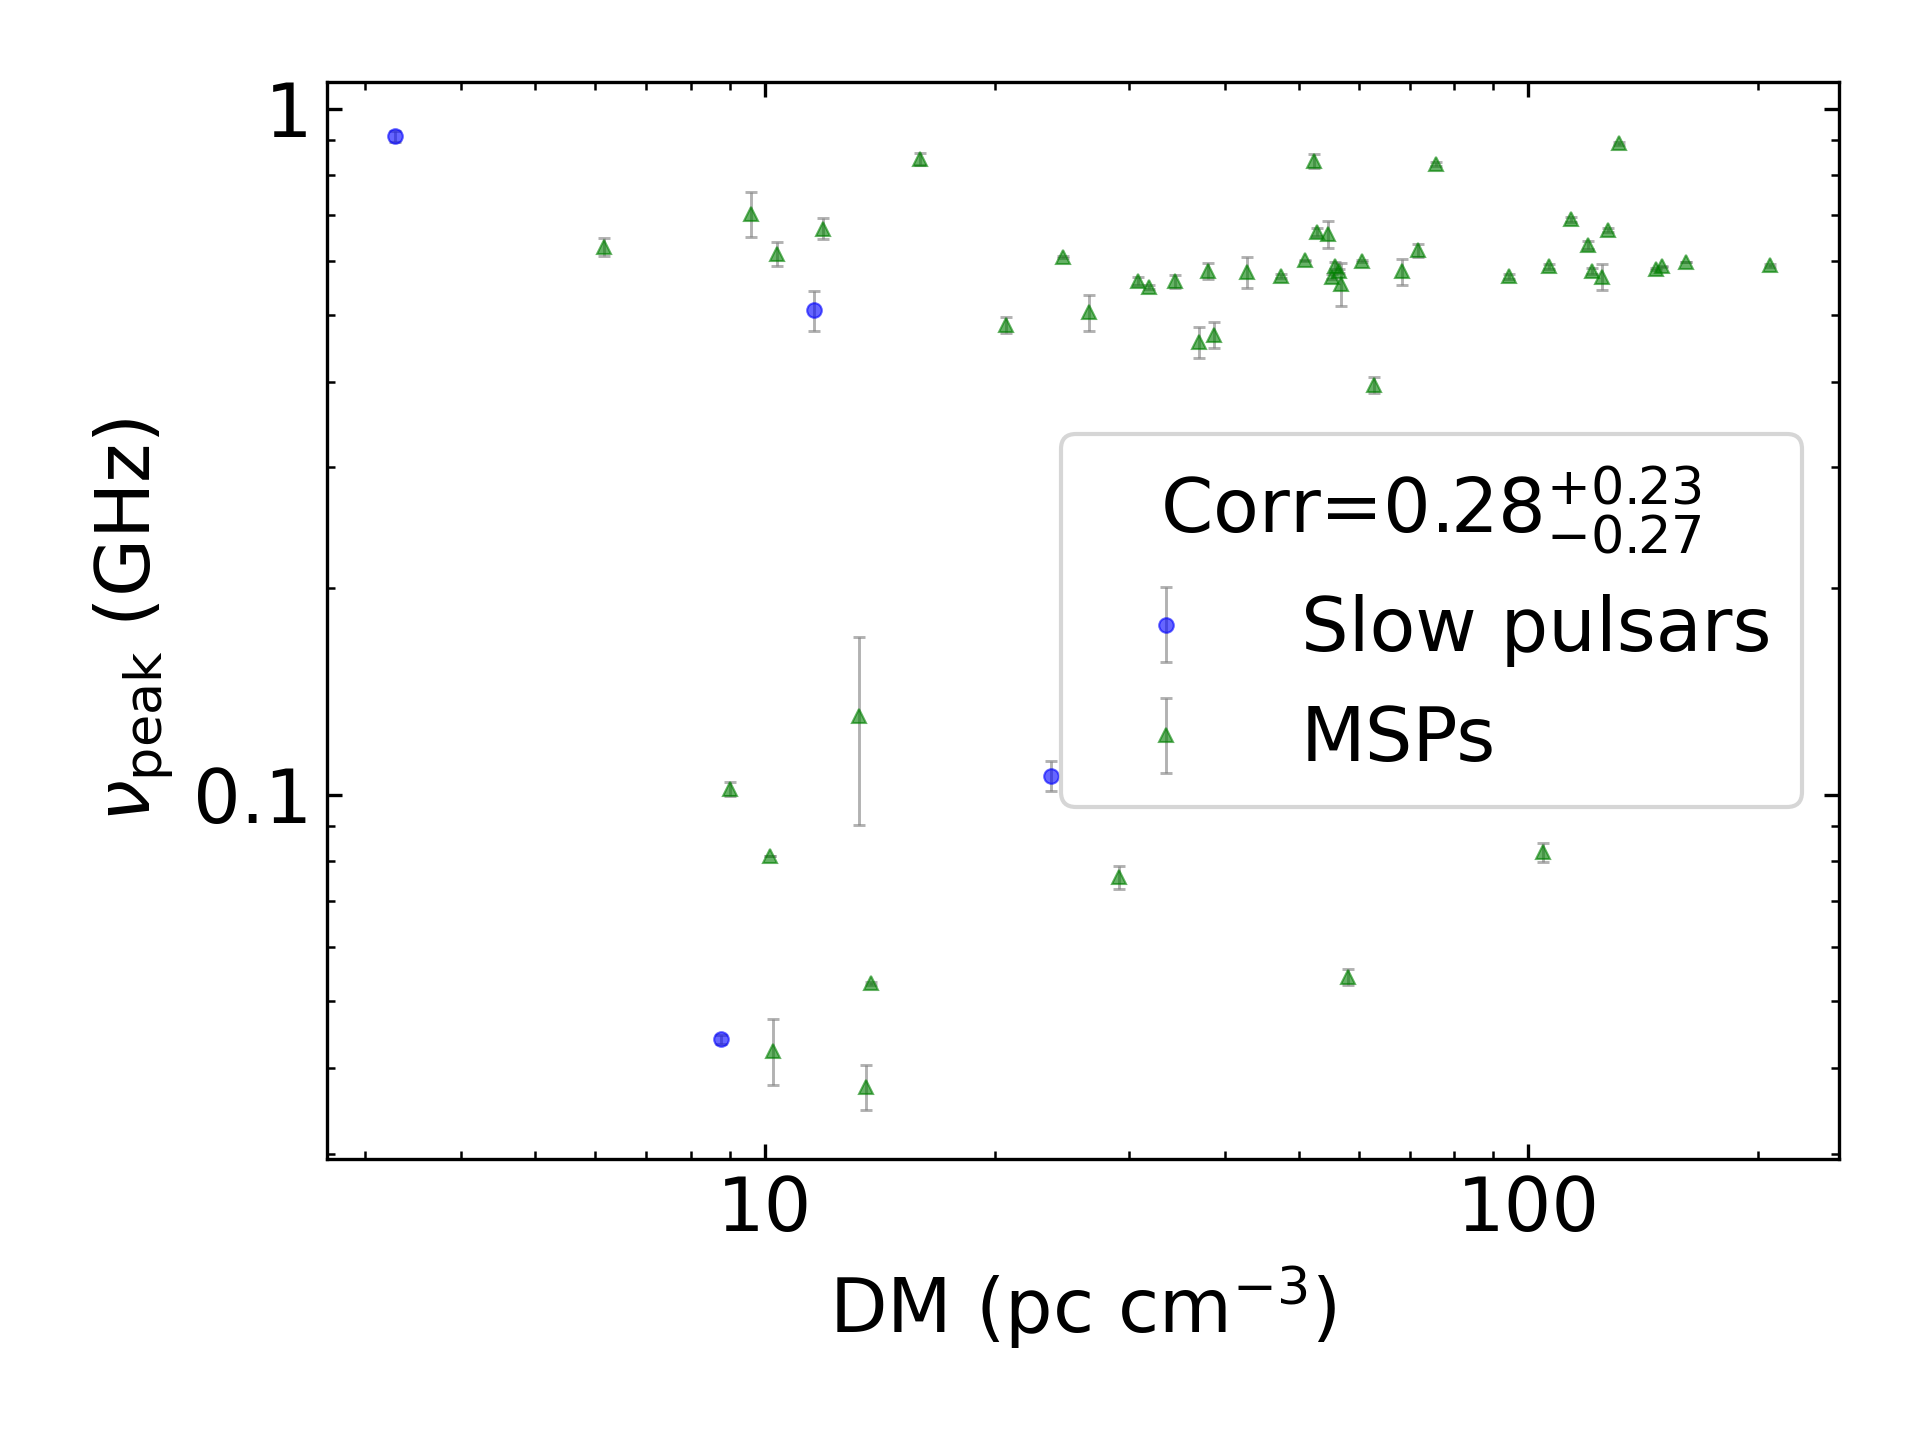 1
0.1
ν_peak (GHz)
Corr=0.28^{+0.23}_{−0.27}
Slow pulsars
MSPs
10 100
DM (pc cm^{−3})